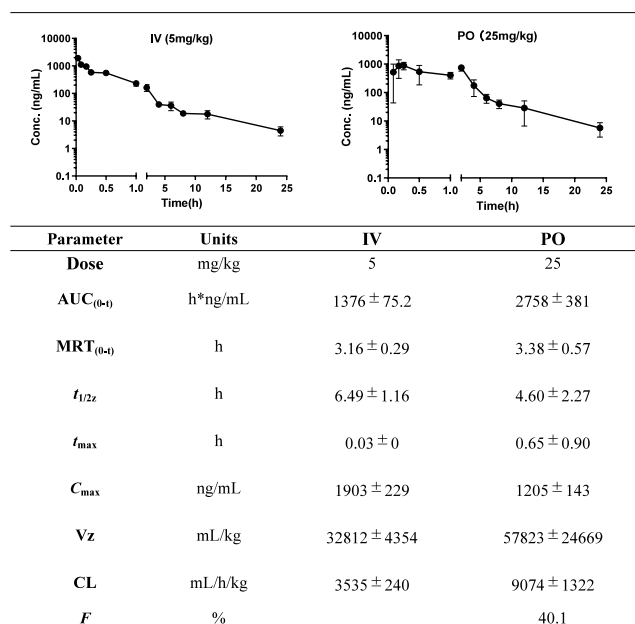 IV (5mg/kg)
10000
1000
100
10
1
0.1
0.0 0.5 1.0 5 10 15 20 25
Conc. (ng/mL)
Time(h)
PO (25mg/kg)
10000
1000
100
10
1
0.1
0.0 0.5 1.0 5 10 15 20 25
Conc. (ng/mL)
Time(h)
Parameter Units IV PO
Dose mg/kg 5 25
AUC(0-t) h*ng/mL 1376 ± 75.2 2758 ± 381
MRT(0-t) h 3.16 ± 0.29 3.38 ± 0.57
t1/2z h 6.49 ± 1.16 4.60 ± 2.27
tmax h 0.03 ± 0 0.65 ± 0.90
Cmax ng/mL 1903 ± 229 1205 ± 143
Vz mL/kg 32812 ± 4354 57823 ± 24669
CL mL/h/kg 3535 ± 240 9074 ± 1322
F % 40.1